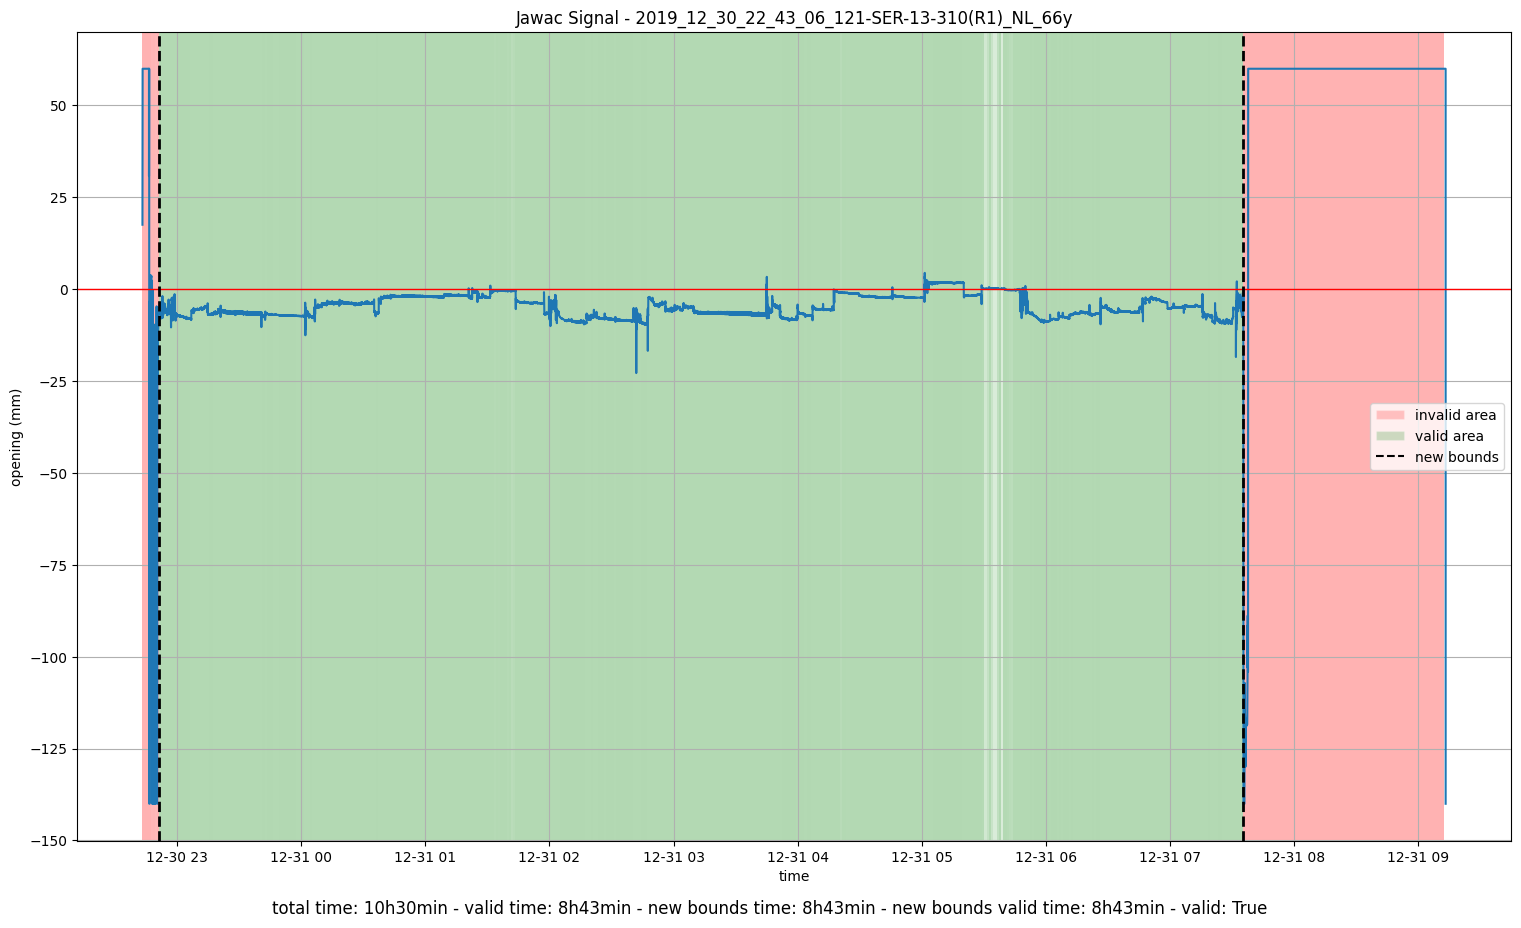 Jawac Signal - 2019_12_30_22_43_06_121-SER-13-310(R1)_NL_66y
opening (mm)
50
25
0
−25
−50
−75
−100
−125
−150
invalid area
valid area
new bounds
12-30 23
12-31 00
12-31 01
12-31 02
12-31 03
12-31 04
12-31 05
12-31 06
12-31 07
12-31 08
12-31 09
time
total time: 10h30min - valid time: 8h43min - new bounds time: 8h43min - new bounds valid time: 8h43min - valid: True